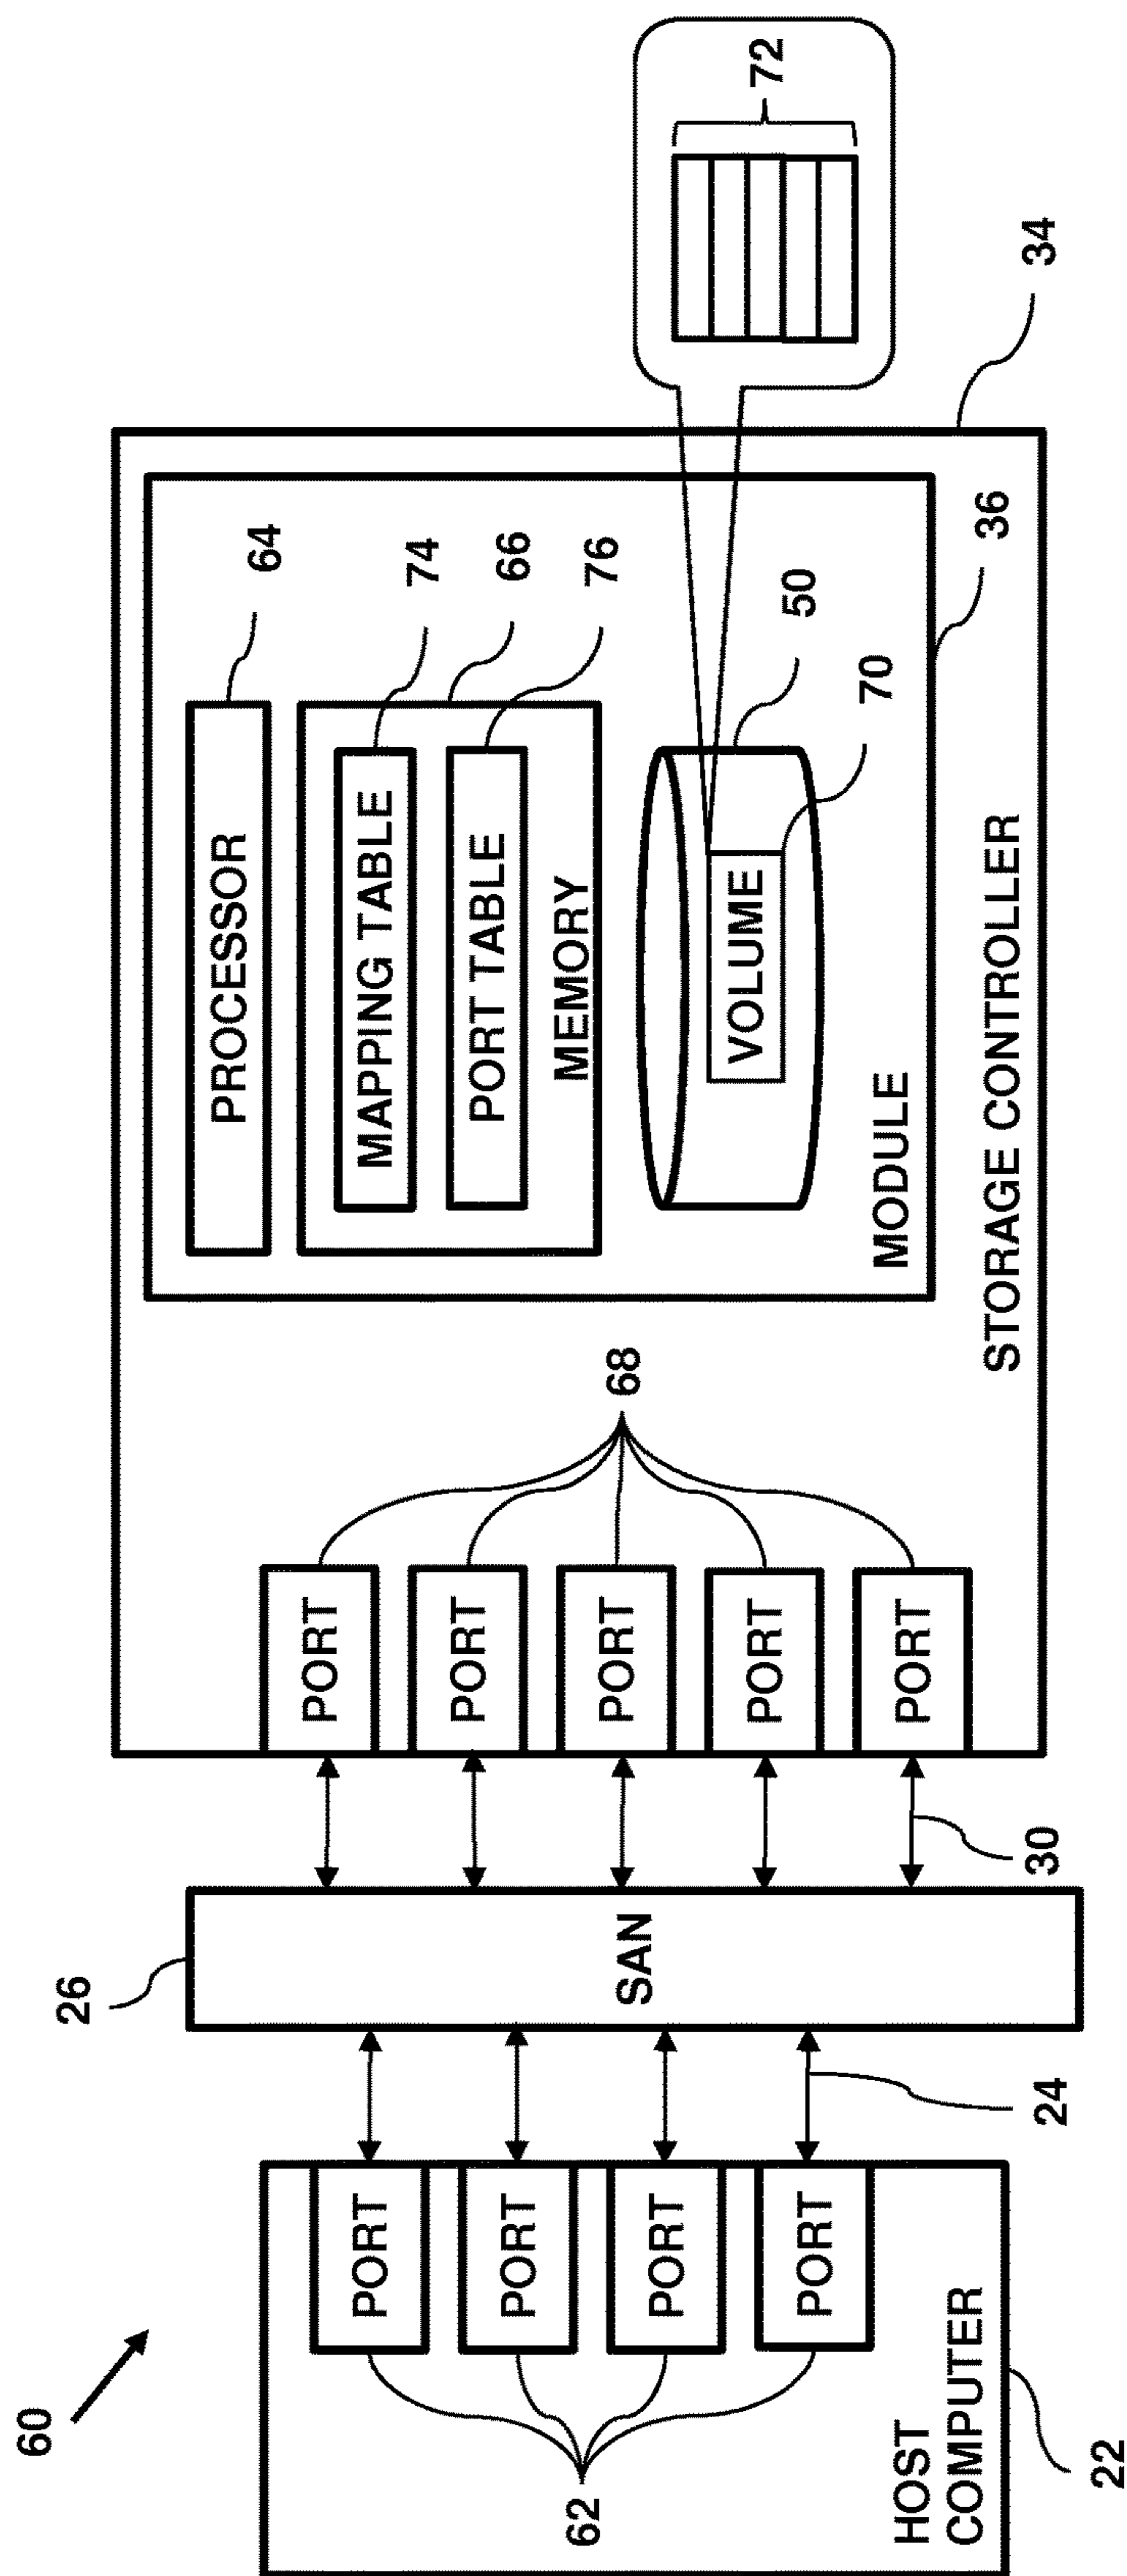 60
62
PORT
PORT
PORT
PORT
HOST
COMPUTER
22
24
26
SAN
30
PORT
PORT
PORT
PORT
PORT
68
PROCESSOR
64
MAPPING TABLE
74
PORT TABLE
66
MEMORY
76
VOLUME
50
70
MODULE
36
STORAGE CONTROLLER
34
72